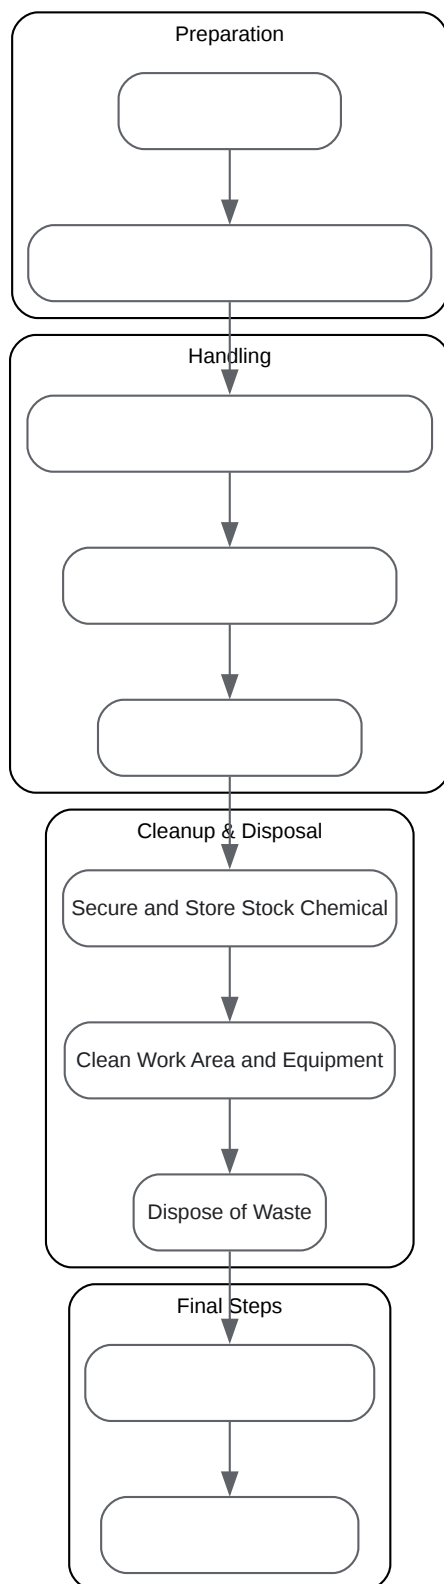 Preparation
Handling
Cleanup & Disposal
Secure and Store Stock Chemical
Clean Work Area and Equipment
Dispose of Waste
Final Steps